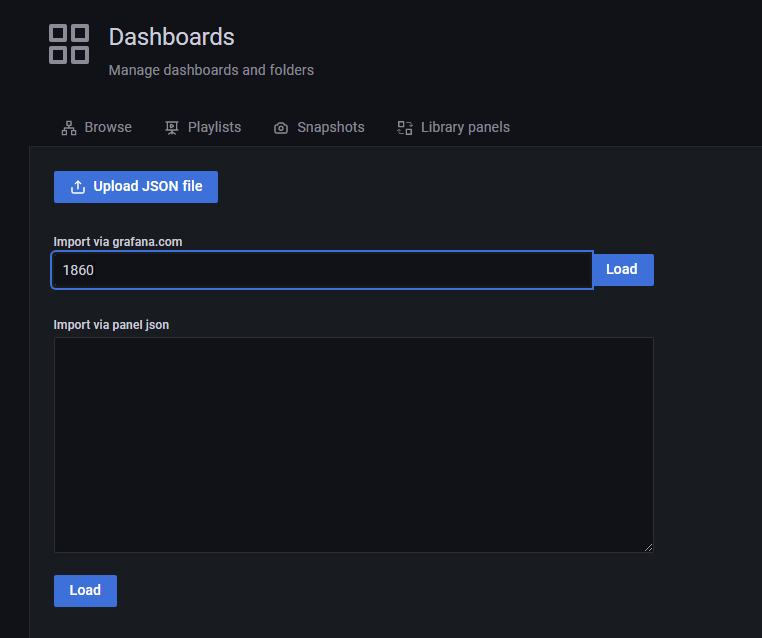 Dashboards
Manage dashboards and folders
Browse Playlists Snapshots Library panels
Upload JSON file
Import via grafana.com
1860 Load
Import via panel json
Load